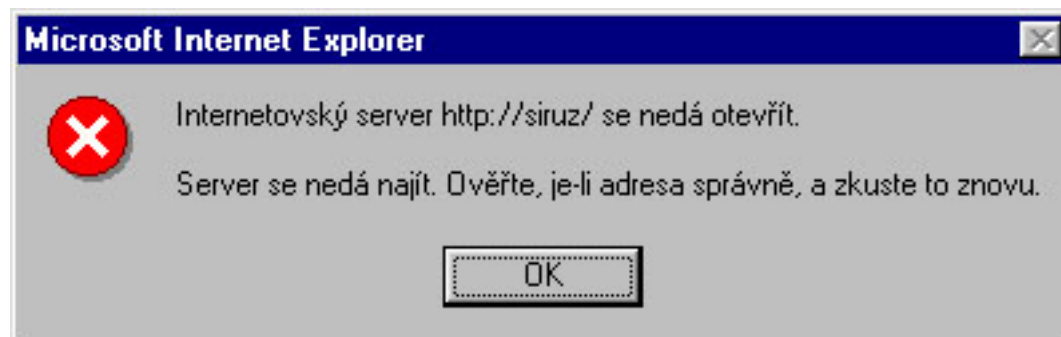 Microsoft Internet Explorer
Internetovský server http://siruz/ se nedá otevřít.
Server se nedá najít. Ověřte, je-li adresa správně, a zkuste to znovu.
OK